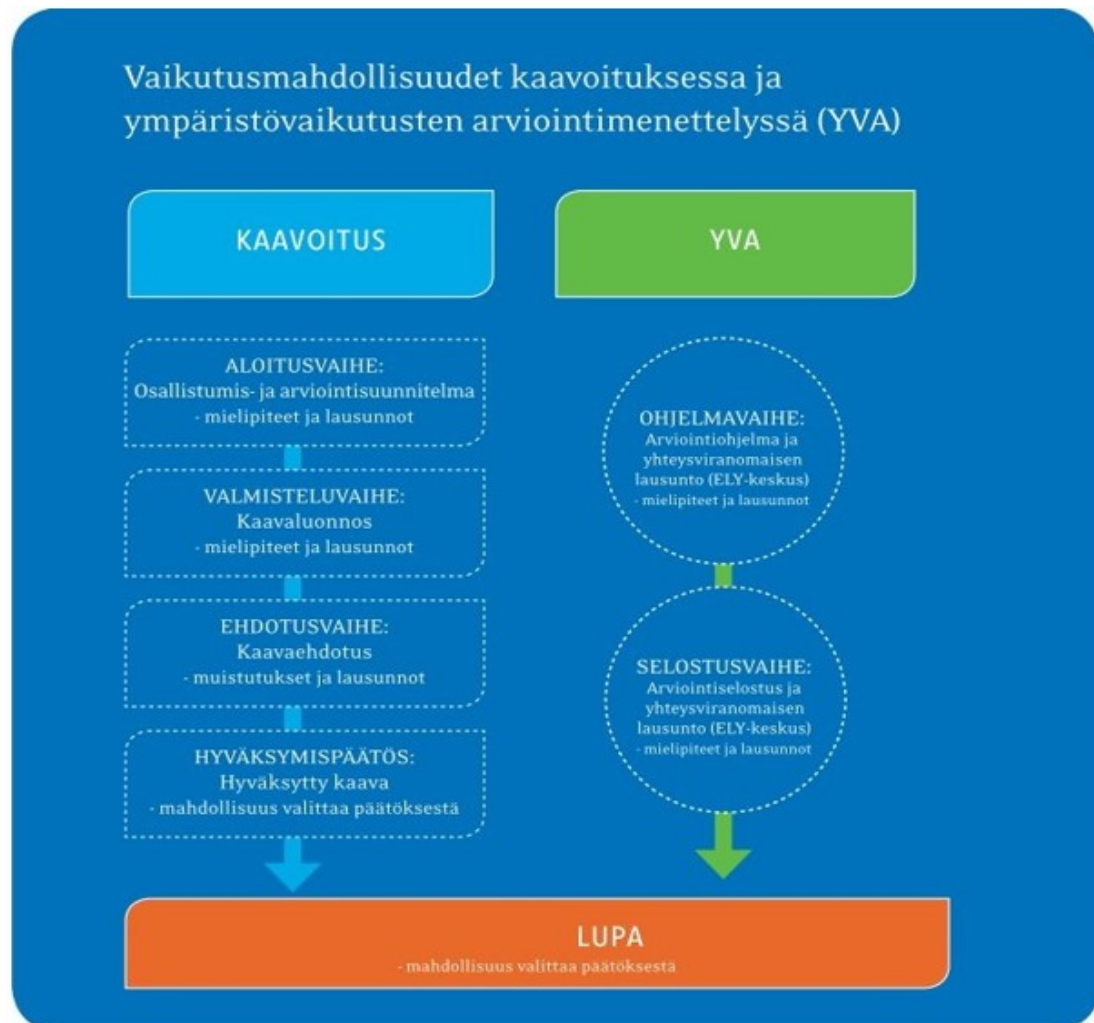 Vaikutusmahdollisuudet kaavoituksessa ja
ympäristövaikutusten arviointimenettelyssä (YVA)
KAAVOITUS
ALOITUSVAIHE:
Osallistumis- ja arviointisuunnitelma
- mielipiteet ja lausunnot
VALMISTELUVAIHE:
Kaavaluonnos
- mielipiteet ja lausunnot
EHDOTUSVAIHE:
Kaavaehdotus
- muistutukset ja lausunnot
HYVÄKSYMISPÄÄTÖS:
Hyväksytty kaava
- mahdollisuus valittaa päätöksestä
YVA
OHJELMAVAIHE:
Arviointiohjelma ja
yhteysviranomaisen
lausunto (ELY-keskus)
- mielipiteet ja lausunnot
SELOSTUSVAIHE:
Arviointiselostus ja
yhteysviranomaisen
lausunto (ELY-keskus)
- mielipiteet ja lausunnot
LUPA
- mahdollisuus valittaa päätöksestä